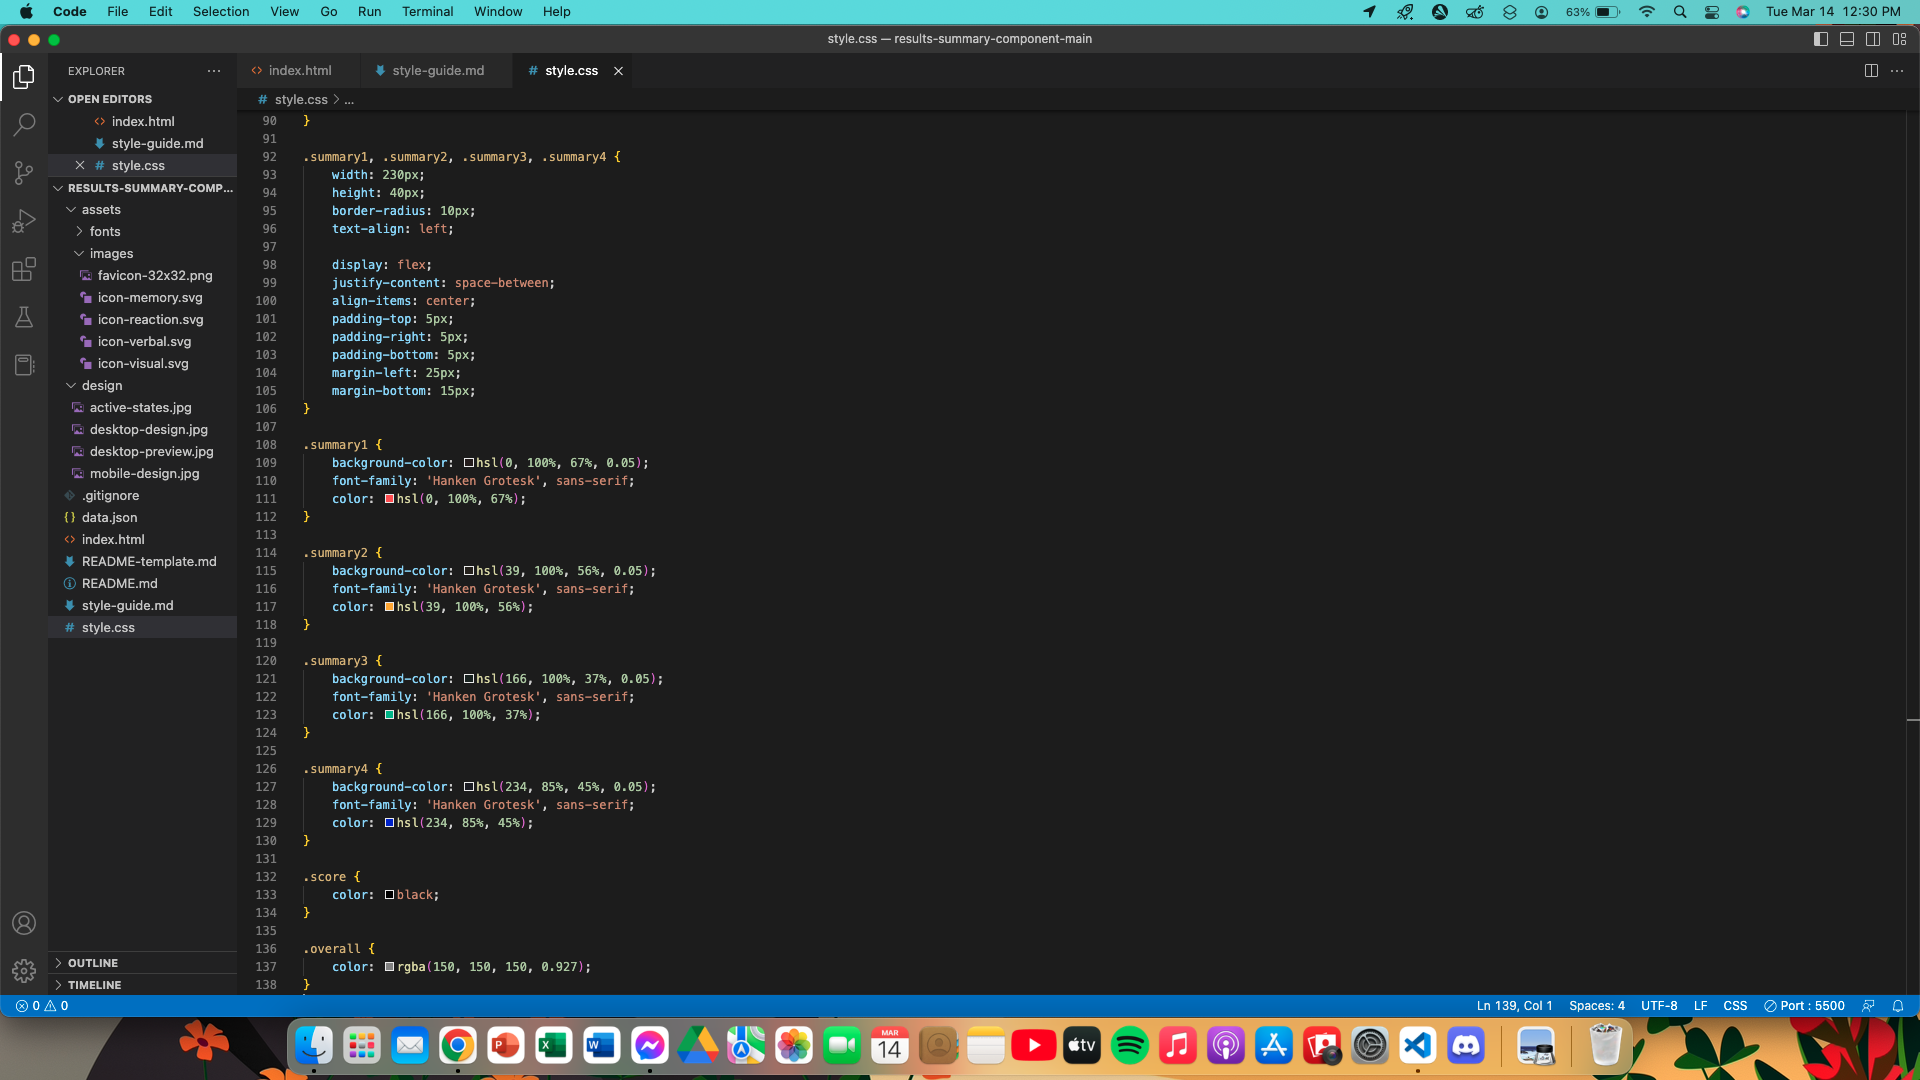 Code File Edit Selection View Go Run Terminal Window Help 63% Tue Mar 14 12:30 PM
style.css — results-summary-component-main
EXPLORER
OPEN EDITORS
index.html
style-guide.md
style.css
RESULTS-SUMMARY-COMP...
assets
fonts
images
favicon-32x32.png
icon-memory.svg
icon-reaction.svg
icon-verbal.svg
icon-visual.svg
design
active-states.jpg
desktop-design.jpg
desktop-preview.jpg
mobile-design.jpg
.gitignore
data.json
index.html
README-template.md
README.md
style-guide.md
style.css
OUTLINE
TIMELINE
index.html style-guide.md style.css
# style.css > ...
90 }
91
92 .summary1, .summary2, .summary3, .summary4 {
93 width: 230px;
94 height: 40px;
95 border-radius: 10px;
96 text-align: left;
97
98 display: flex;
99 justify-content: space-between;
100 align-items: center;
101 padding-top: 5px;
102 padding-right: 5px;
103 padding-bottom: 5px;
104 margin-left: 25px;
105 margin-bottom: 15px;
106 }
107
108 .summary1 {
109 background-color: hsl(0, 100%, 67%, 0.05);
110 font-family: 'Hanken Grotesk', sans-serif;
111 color: hsl(0, 100%, 67%);
112 }
113
114 .summary2 {
115 background-color: hsl(39, 100%, 56%, 0.05);
116 font-family: 'Hanken Grotesk', sans-serif;
117 color: hsl(39, 100%, 56%);
118 }
119
120 .summary3 {
121 background-color: hsl(166, 100%, 37%, 0.05);
122 font-family: 'Hanken Grotesk', sans-serif;
123 color: hsl(166, 100%, 37%);
124 }
125
126 .summary4 {
127 background-color: hsl(234, 85%, 45%, 0.05);
128 font-family: 'Hanken Grotesk', sans-serif;
129 color: hsl(234, 85%, 45%);
130 }
131
132 .score {
133 color: black;
134 }
135
136 .overall {
137 color: rgba(150, 150, 150, 0.927);
138 }
0 0 Ln 139, Col 1 Spaces: 4 UTF-8 LF CSS Port : 5500
MAR
14
tv